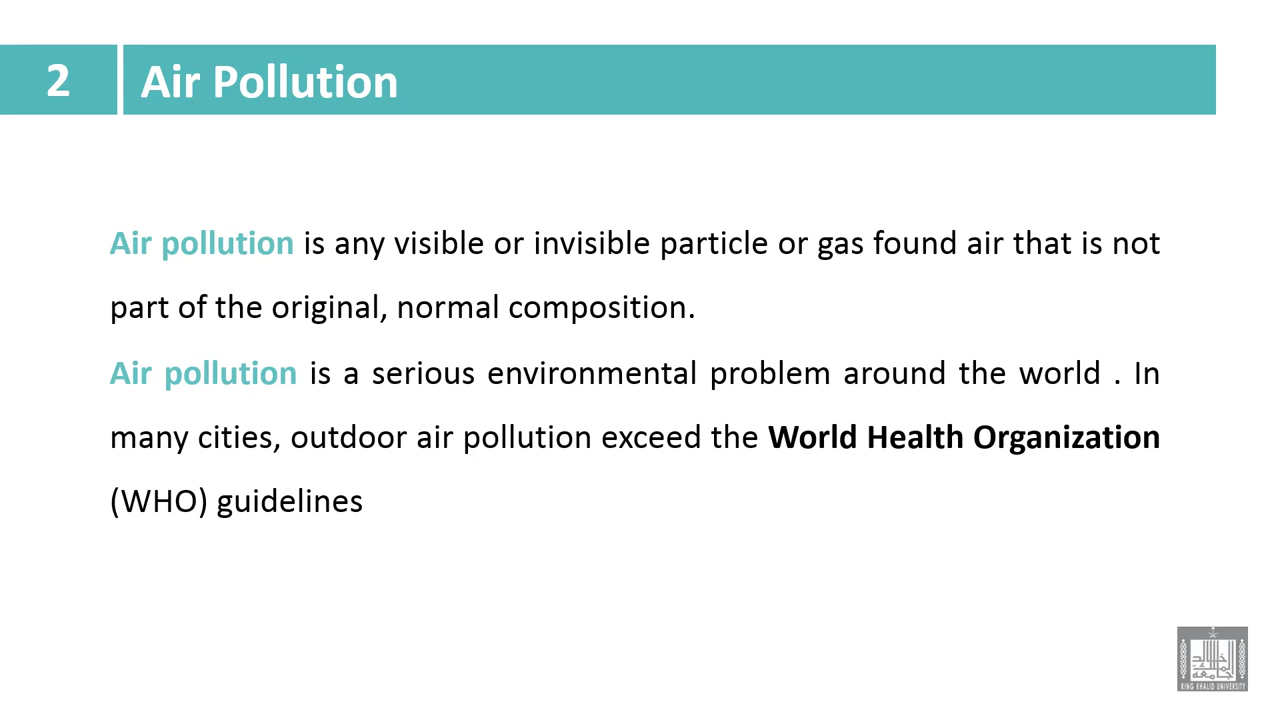 2
Air Pollution
Air pollution is any visible or invisible particle or gas found air that is not
part of the original, normal composition.
Air pollution is a serious environmental problem around the world . In
many cities, outdoor air pollution exceed the World Health Organization
(WHO) guidelines
KING KHALID UNIVERSITY